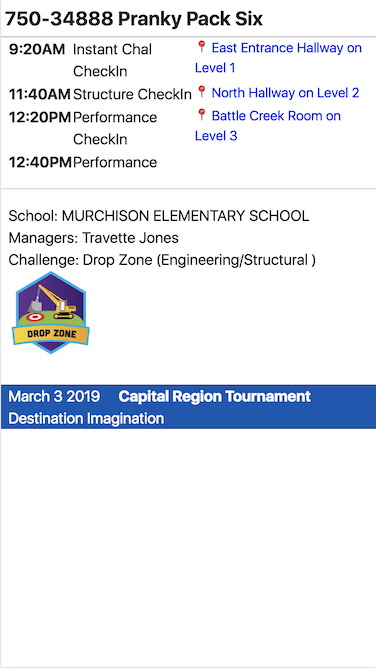 750-34888 Pranky Pack Six
9:20AM Instant Chal CheckIn
East Entrance Hallway on Level 1
11:40AM Structure CheckIn
North Hallway on Level 2
12:20PM Performance CheckIn
Battle Creek Room on Level 3
12:40PM Performance
School: MURCHISON ELEMENTARY SCHOOL
Managers: Travette Jones
Challenge: Drop Zone (Engineering/Structural )
DROP ZONE
March 3 2019 Capital Region Tournament
Destination Imagination